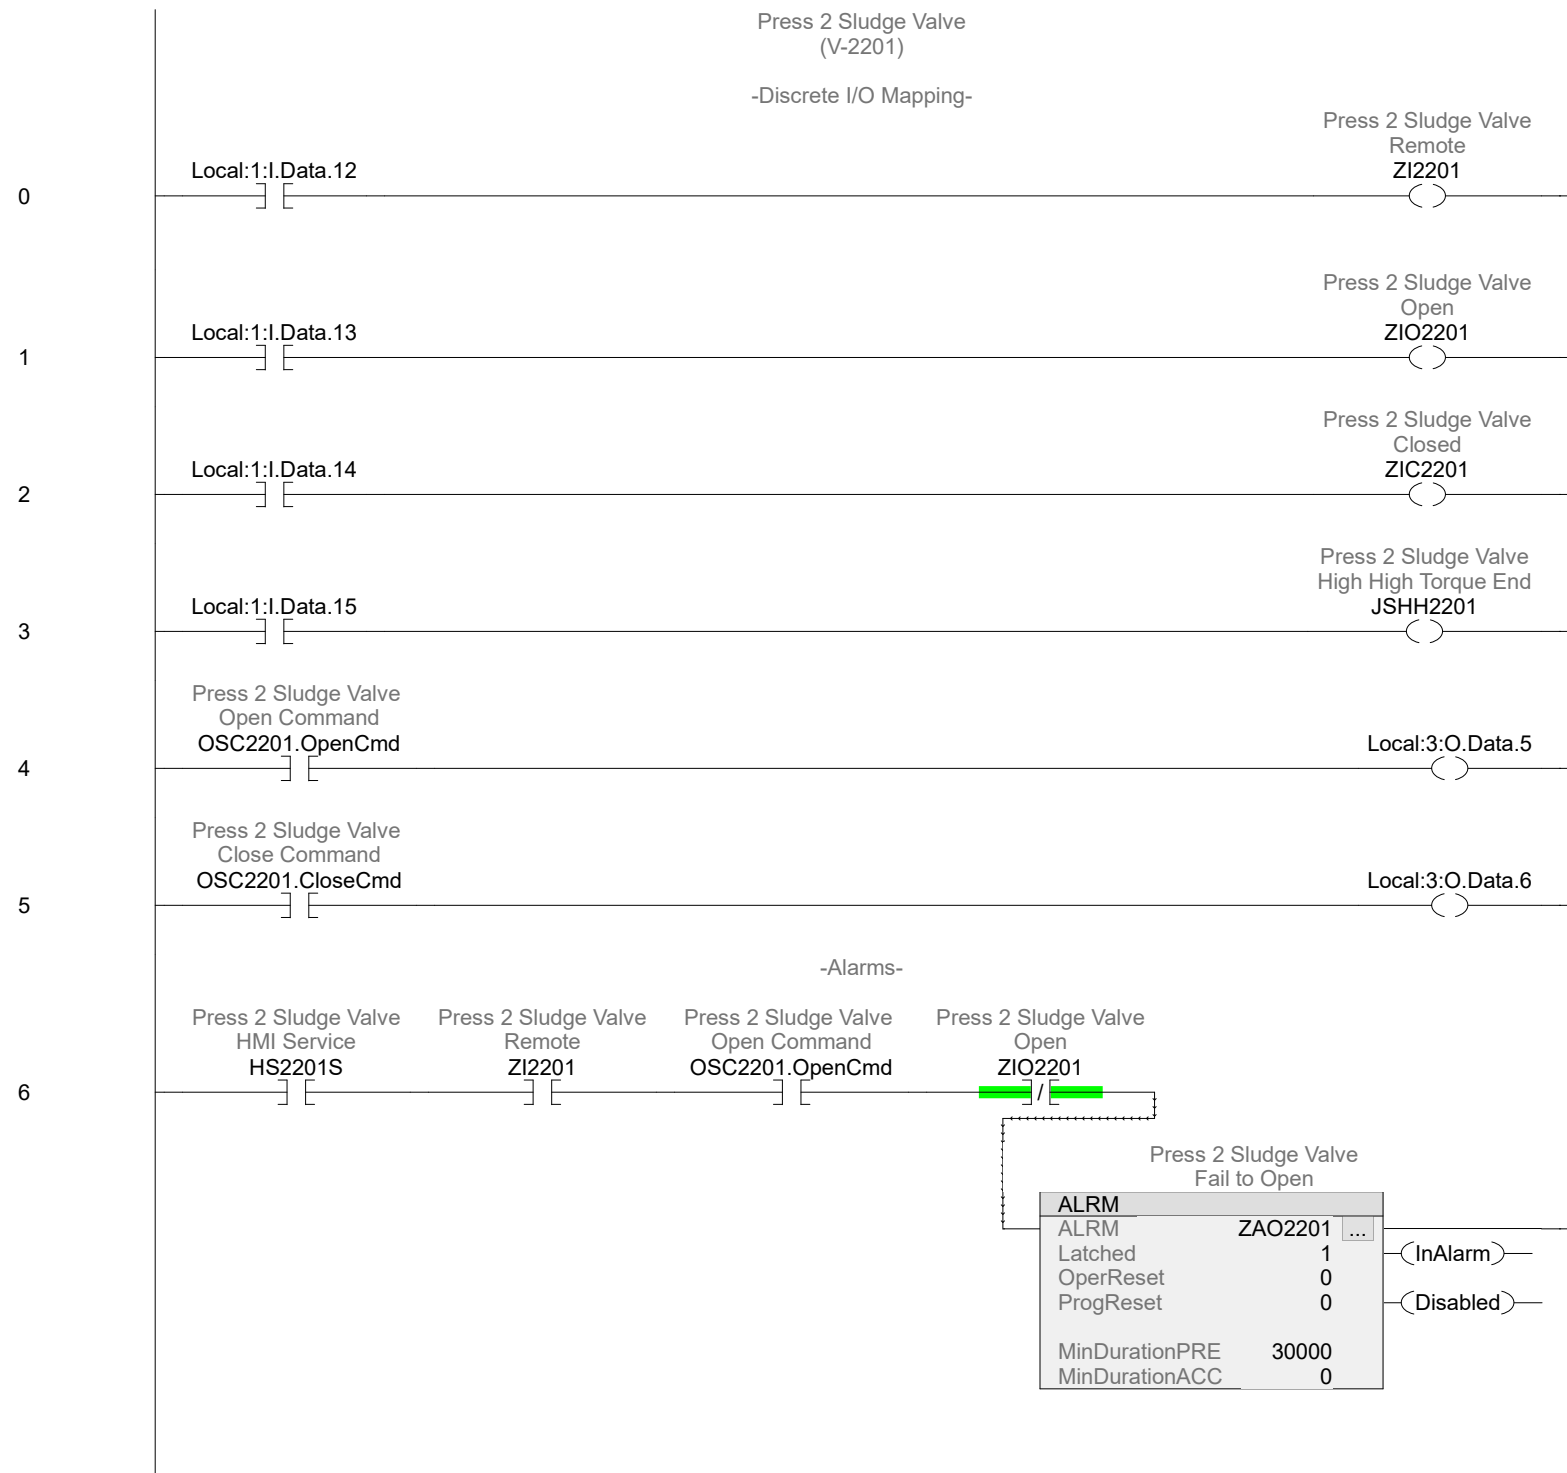 Press 2 Sludge Valve
(V-2201)
-Discrete I/O Mapping-
Press 2 Sludge Valve
Remote
Local:1:I.Data.12
ZI2201
0
Press 2 Sludge Valve
Open
Local:1:I.Data.13
ZIO2201
1
Press 2 Sludge Valve
Closed
Local:1:I.Data.14
ZIC2201
2
Press 2 Sludge Valve
High High Torque End
Local:1:I.Data.15
JSHH2201
3
Press 2 Sludge Valve
Open Command
OSC2201.OpenCmd
Local:3:O.Data.5
4
Press 2 Sludge Valve
Close Command
OSC2201.CloseCmd
Local:3:O.Data.6
5
-Alarms-
Press 2 Sludge Valve
HMI Service
HS2201S
Press 2 Sludge Valve
Remote
ZI2201
Press 2 Sludge Valve
Open Command
OSC2201.OpenCmd
Press 2 Sludge Valve
Open
ZIO2201
6
/
Press 2 Sludge Valve
Fail to Open
ALRM
ALRM ZAO2201 ...
Latched 1 InAlarm
OperReset 0
ProgReset 0 Disabled
MinDurationPRE 30000
MinDurationACC 0